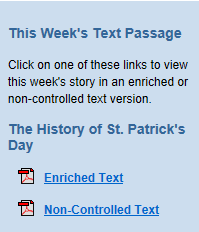 This Week's Text Passage
Click on one of these links to view
this week's story in an enriched or
non-controlled text version.
The History of St. Patrick's
Day
Enriched Text
Non-Controlled Text